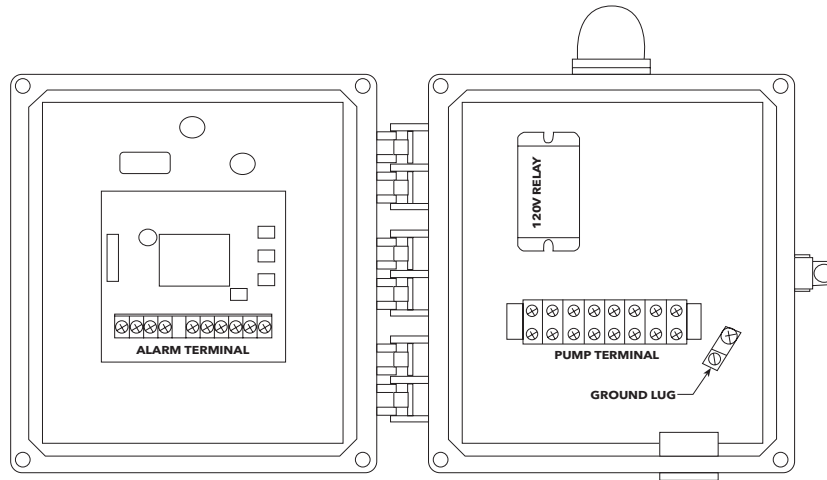 ALARM TERMINAL
120V RELAY
PUMP TERMINAL
GROUND LUG